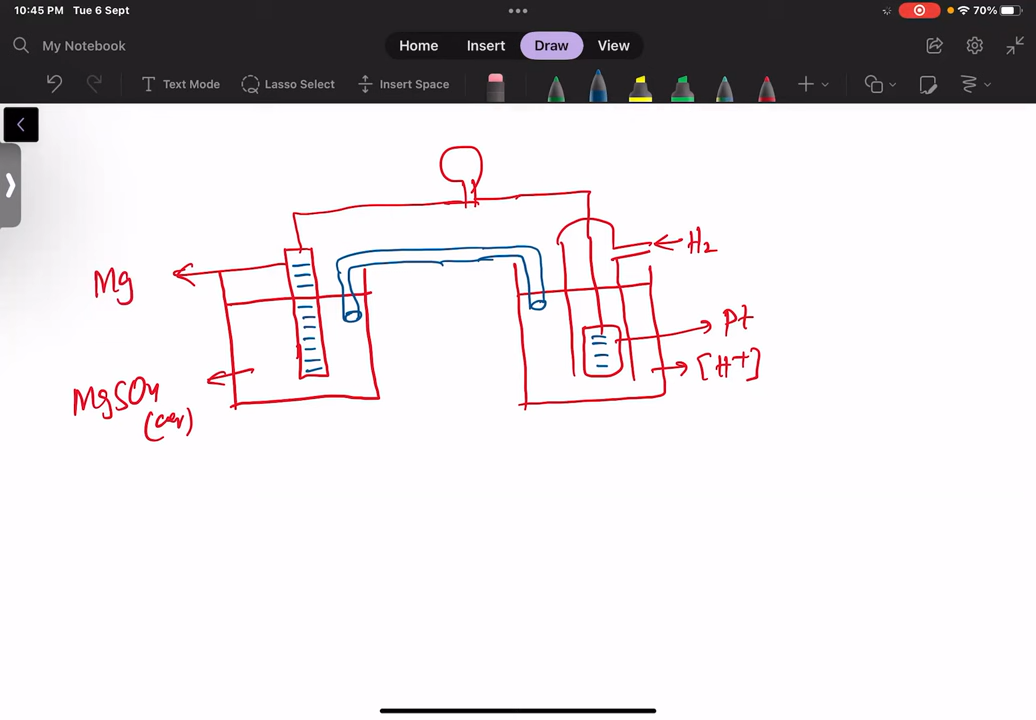 10:45 PM Tue 6 Sept
70%
My Notebook
Home Insert Draw View
Text Mode Lasso Select Insert Space
H2
Mg
Pt
[H+]
MgSO4